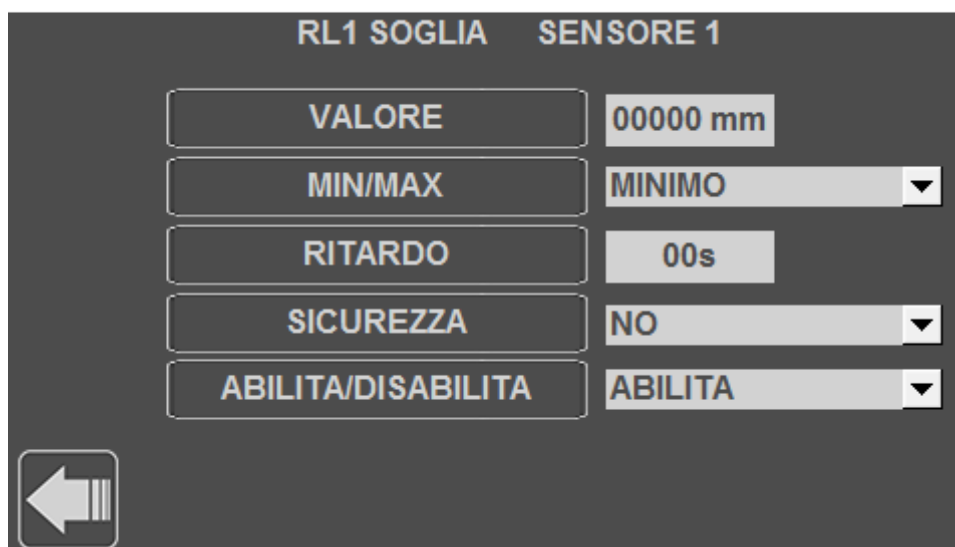 RL1 SOGLIA SENSORE 1
VALORE 00000 mm
MIN/MAX MINIMO
RITARDO 00s
SICUREZZA NO
ABILITA/DISABILITA ABILITA